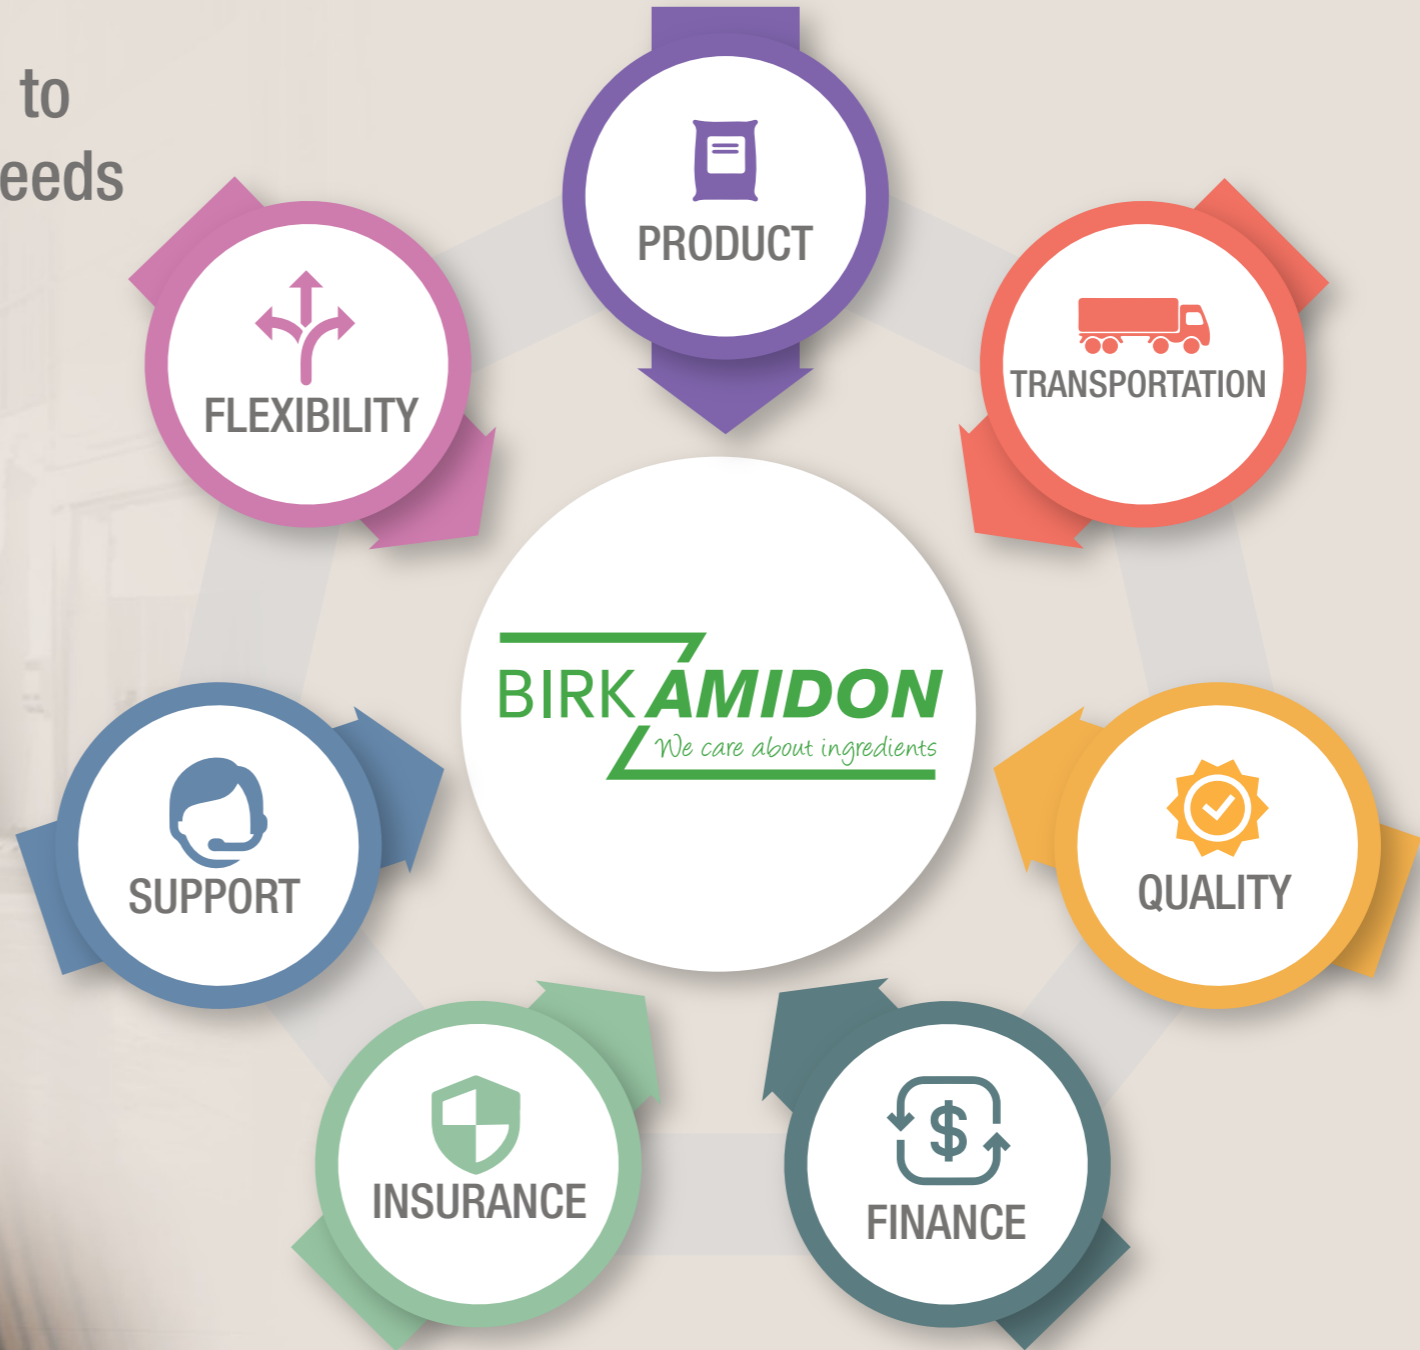 to
eeds
PRODUCT
FLEXIBILITY
TRANSPORTATION
BIRK AMIDON
We care about ingredients
SUPPORT
QUALITY
INSURANCE
FINANCE
$